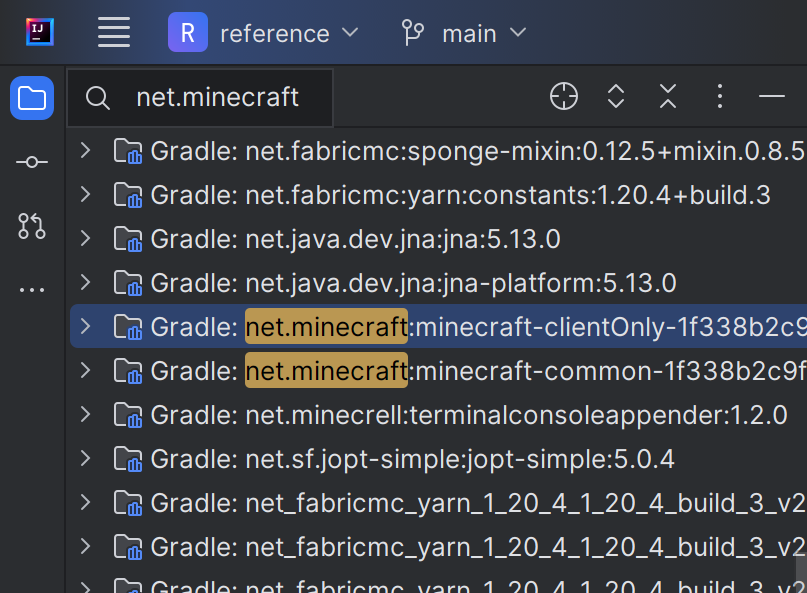 IJ
R reference main
net.minecraft
Gradle: net.fabricmc:sponge-mixin:0.12.5+mixin.0.8.5
Gradle: net.fabricmc:yarn:constants:1.20.4+build.3
Gradle: net.java.dev.jna:jna:5.13.0
Gradle: net.java.dev.jna:jna-platform:5.13.0
Gradle: net.minecraft:minecraft-clientOnly-1f338b2c9
Gradle: net.minecraft:minecraft-common-1f338b2c9f
Gradle: net.minecrell:terminalconsoleappender:1.2.0
Gradle: net.sf.jopt-simple:jopt-simple:5.0.4
Gradle: net_fabricmc_yarn_1_20_4_1_20_4_build_3_v2
Gradle: net_fabricmc_yarn_1_20_4_1_20_4_build_3_v2
Gradle: net_fabricmc_yarn_1_20_4_1_20_4_build_3_v2